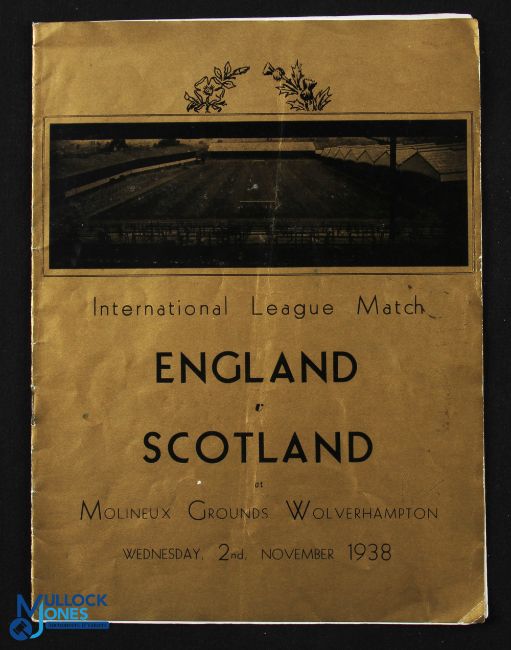 International League Match
ENGLAND
v
SCOTLAND
at
MOLINEUX GROUNDS WOLVERHAMPTON
WEDNESDAY, 2nd, NOVEMBER 1938
MULLOCK
JONES